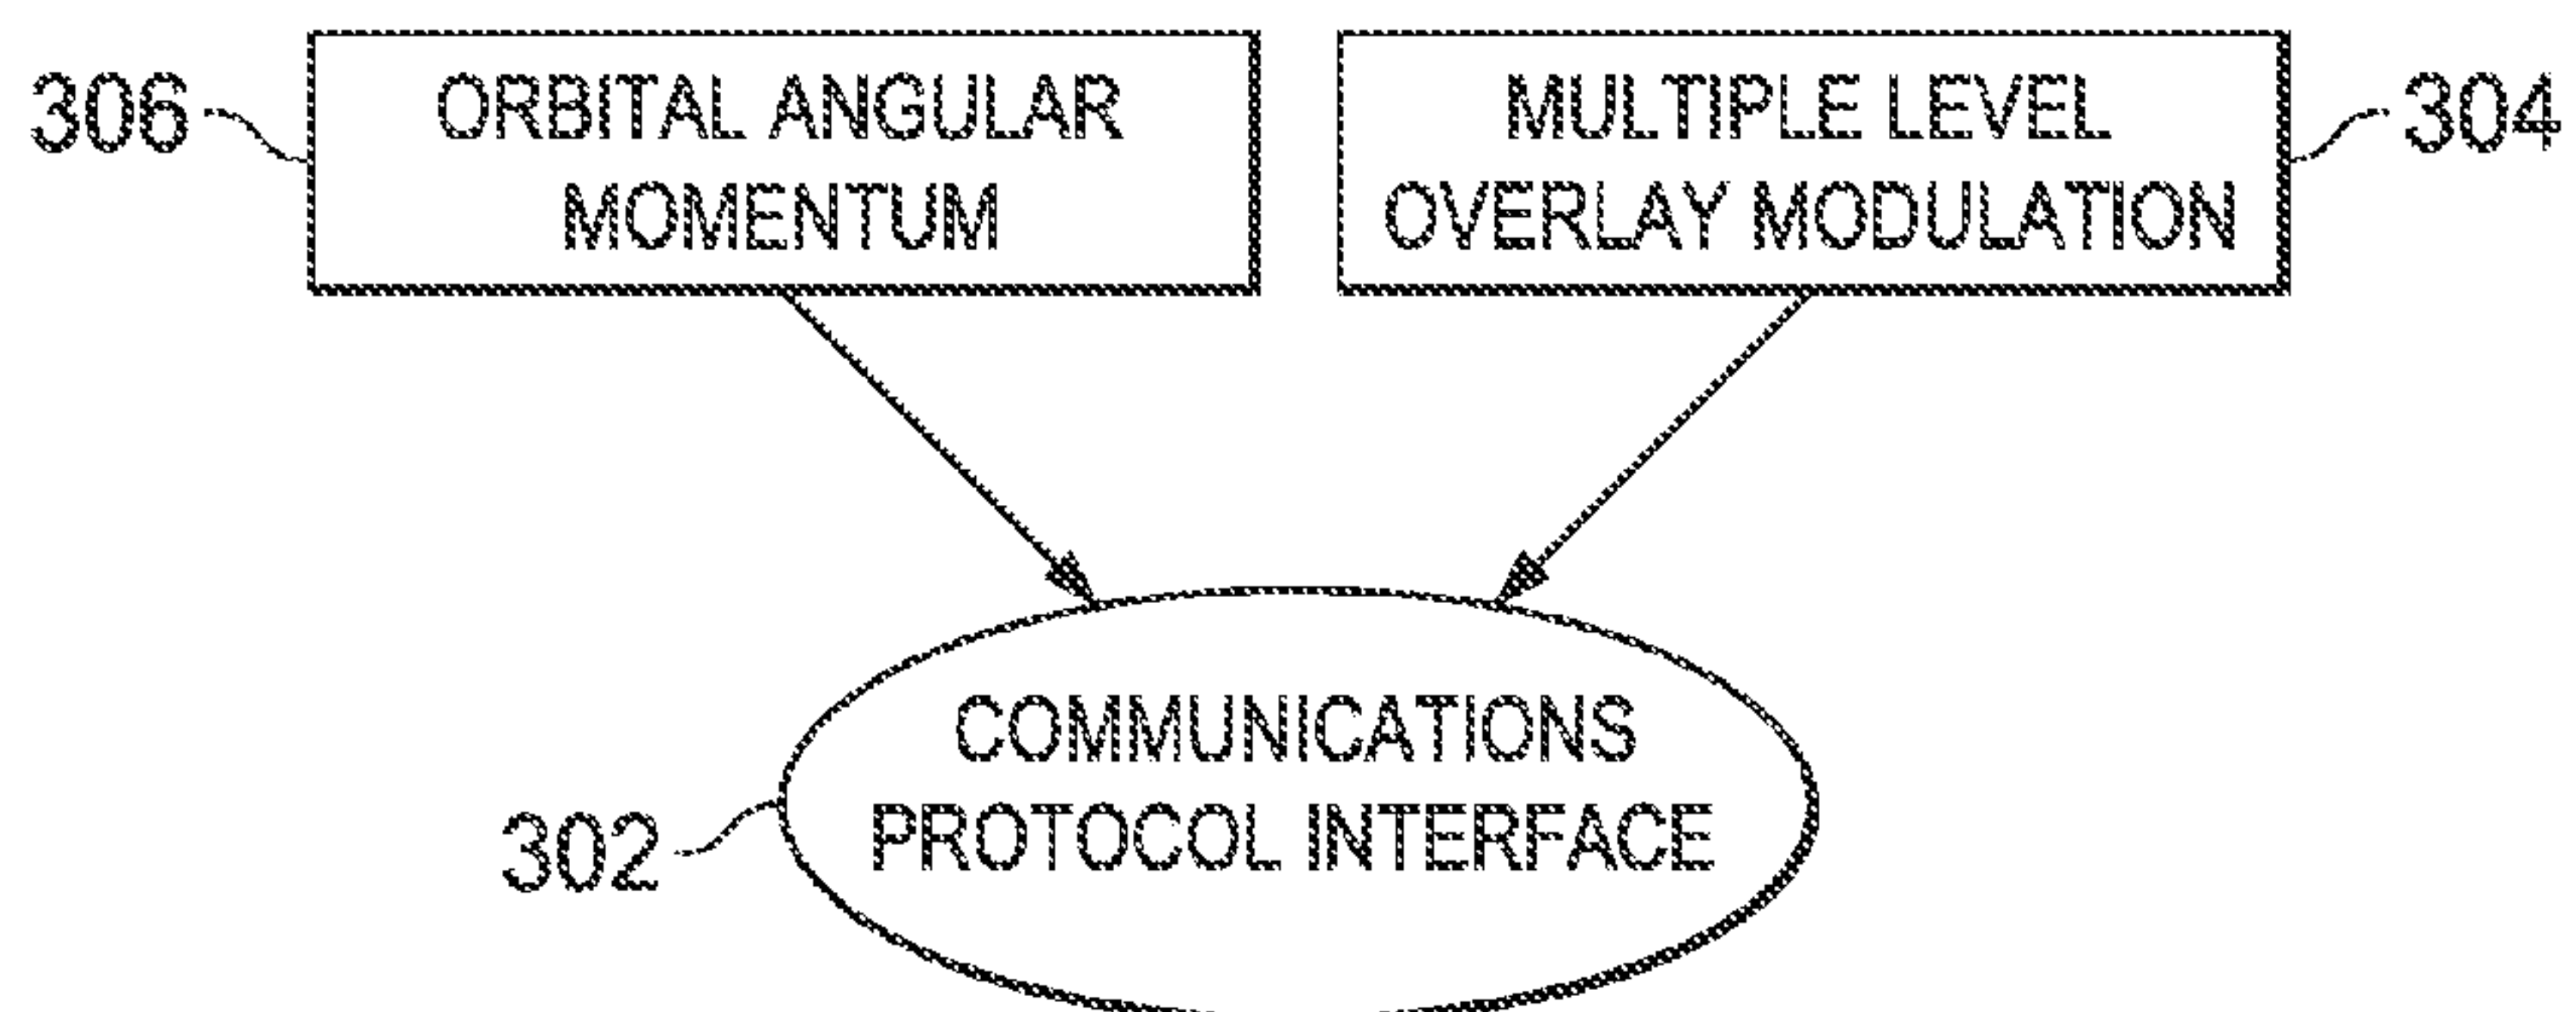 306
ORBITAL ANGULAR
MOMENTUM
MULTIPLE LEVEL
OVERLAY MODULATION
304
COMMUNICATIONS
PROTOCOL INTERFACE
302